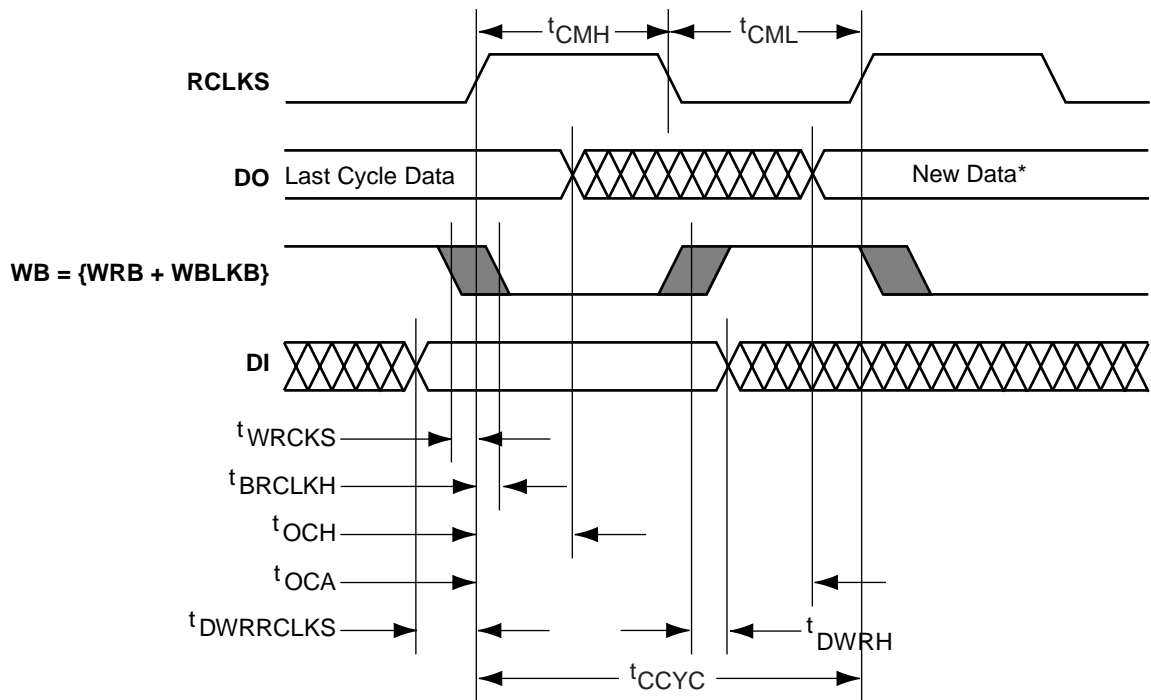 tCMH tCML
RCLKS
DO Last Cycle Data New Data*
WB = {WRB + WBLKB}
DI
tWRCKS
tBRCLKH
tOCH
tOCA
tDWRRCLKS tDWRH
tCCYC